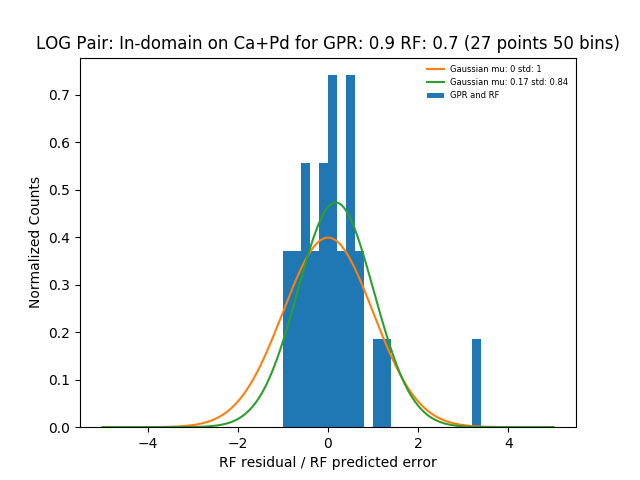 LOG Pair: In-domain on Ca+Pd for GPR: 0.9 RF: 0.7 (27 points 50 bins)
Gaussian mu: 0 std: 1
Gaussian mu: 0.17 std: 0.84
GPR and RF
Normalized Counts
0.7
0.6
0.5
0.4
0.3
0.2
0.1
0.0
−4 −2 0 2 4
RF residual / RF predicted error